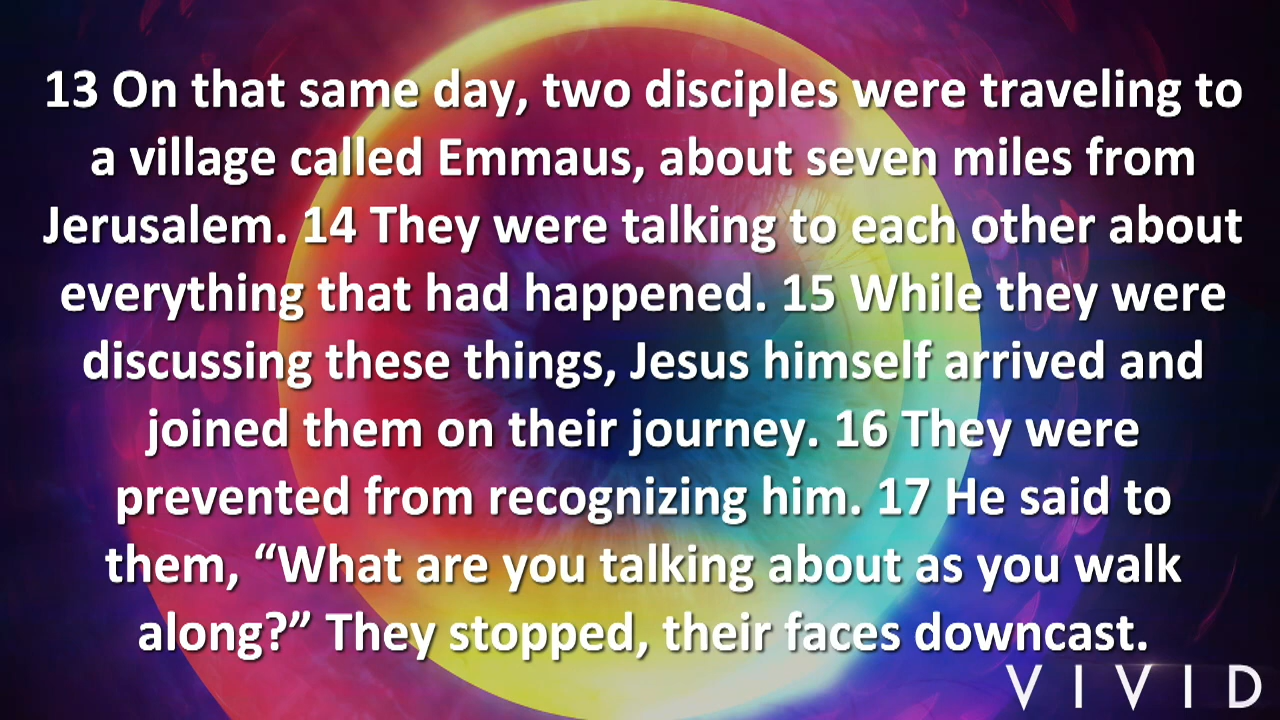 13 On that same day, two disciples were traveling to
a village called Emmaus, about seven miles from
Jerusalem. 14 They were talking to each other about
everything that had happened. 15 While they were
discussing these things, Jesus himself arrived and
joined them on their journey. 16 They were
prevented from recognizing him. 17 He said to
them, “What are you talking about as you walk
along?” They stopped, their faces downcast.
VIVID